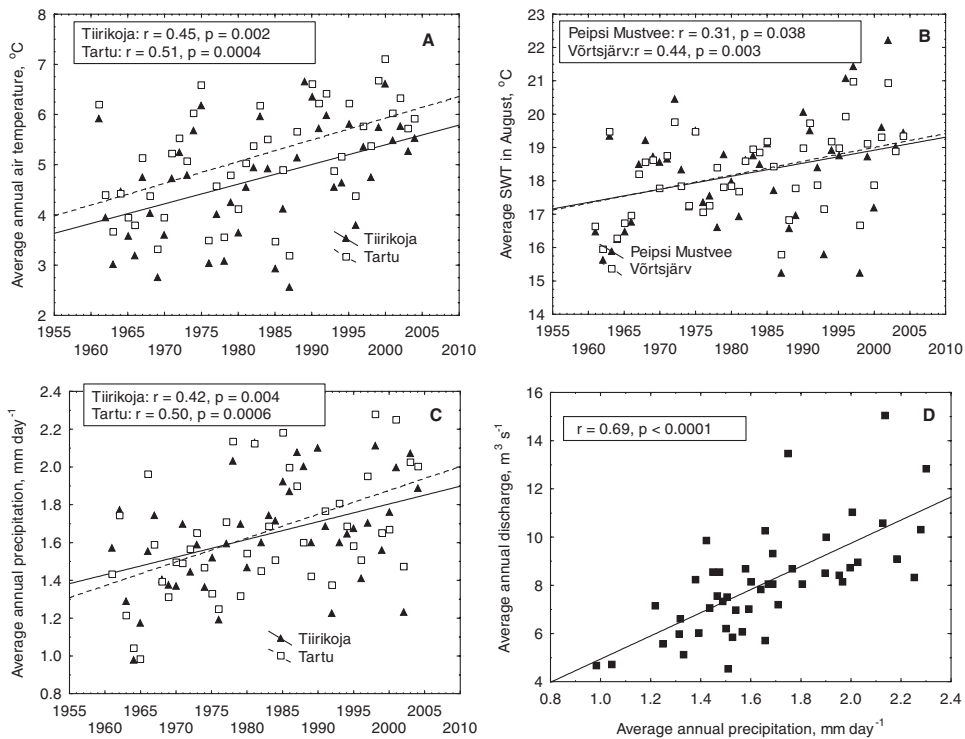 Tiirikoja: r = 0.45, p = 0.002
Tartu: r = 0.51, p = 0.0004
A
Average annual air temperature, °C
8
7
6
5
4
3
2
Tiirikoja
Tartu
1955 1965 1975 1985 1995 2005
1960 1970 1980 1990 2000 2010
Peipsi Mustvee: r = 0.31, p = 0.038
Võrtsjärv: r = 0.44, p = 0.003
B
Average SWT in August, °C
23
22
21
20
19
18
17
16
15
14
Peipsi Mustvee
Võrtsjärv
1955 1965 1975 1985 1995 2005
1960 1970 1980 1990 2000 2010
Tiirikoja: r = 0.42, p = 0.004
Tartu: r = 0.50, p = 0.0006
C
Average annual precipitation, mm day⁻¹
2.4
2.2
2.0
1.8
1.6
1.4
1.2
1.0
0.8
Tiirikoja
Tartu
1955 1965 1975 1985 1995 2005
1960 1970 1980 1990 2000 2010
r = 0.69, p < 0.0001
D
Average annual discharge, m³ s⁻¹
16
14
12
10
8
6
4
0.8 1.0 1.2 1.4 1.6 1.8 2.0 2.2 2.4
Average annual precipitation, mm day⁻¹